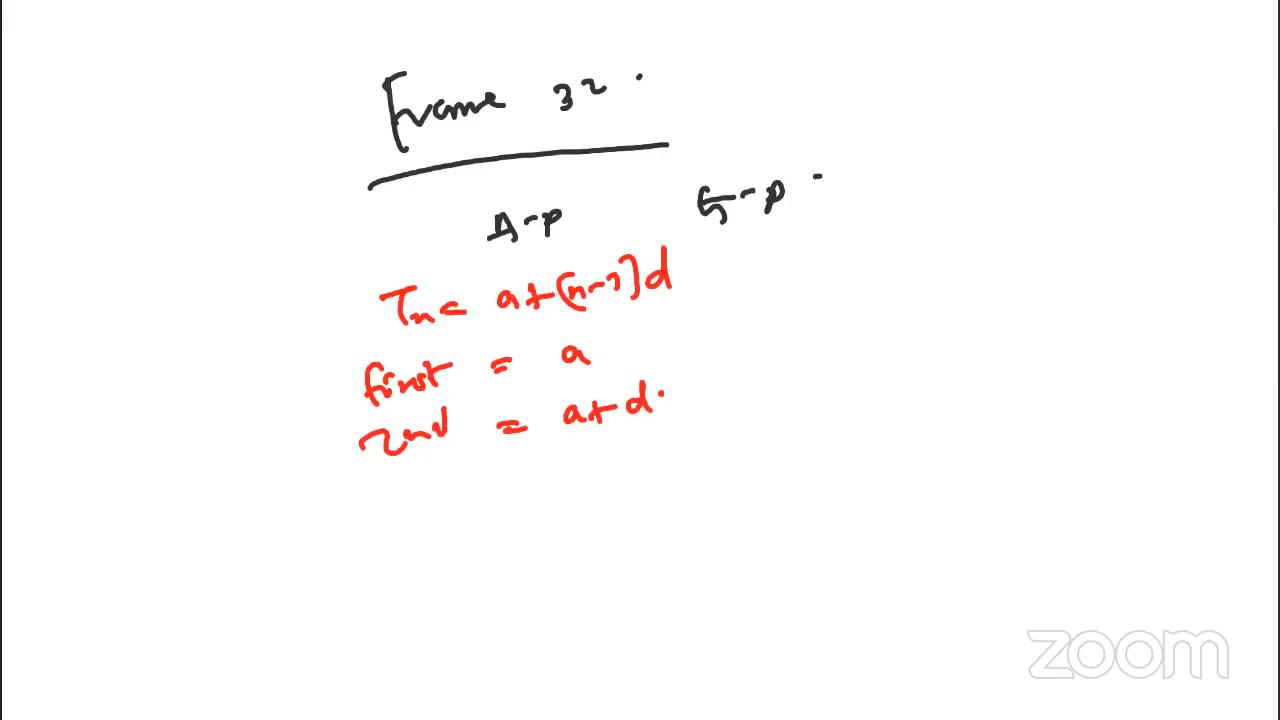 Frame 32.
A-P G-P.
Tn = a+(n-1)d
first = a
2nd = a+d.
zoom